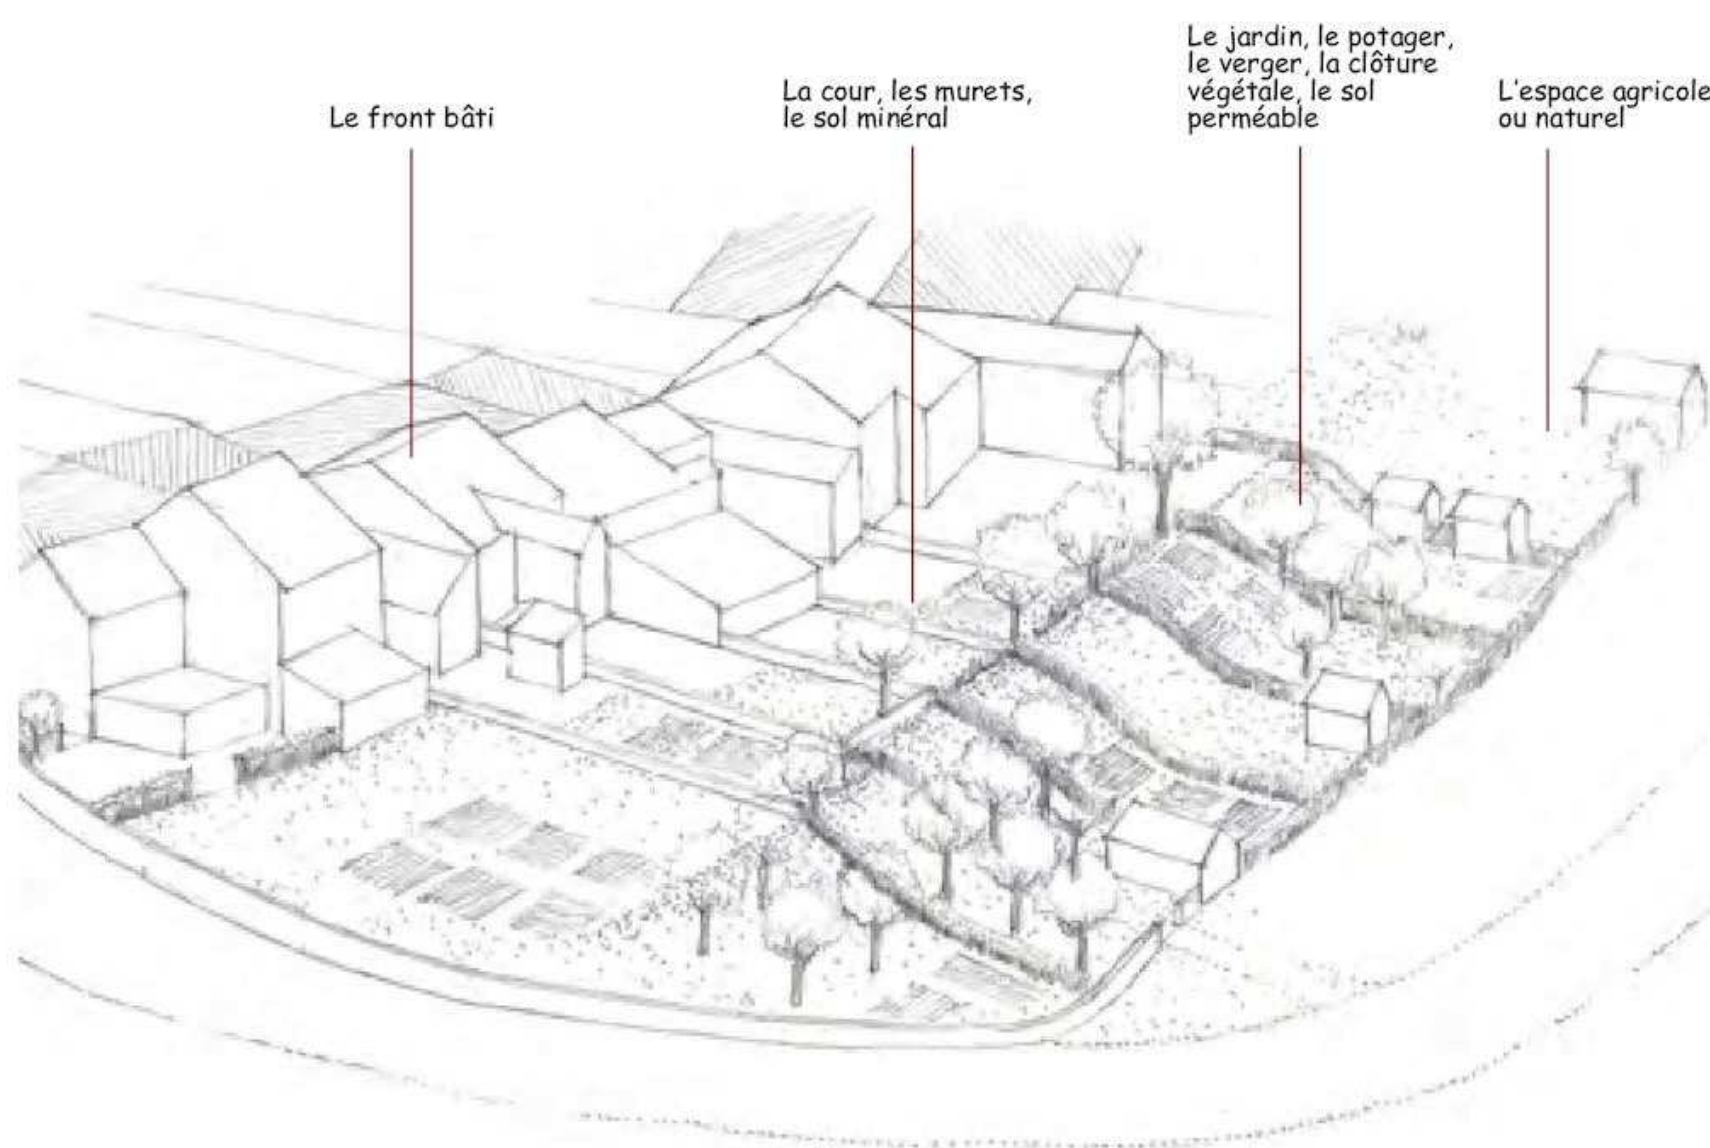 Le front bâti
La cour, les murets,
le sol minéral
Le jardin, le potager,
le verger, la clôture
végétale, le sol
perméable
L'espace agricole
ou naturel